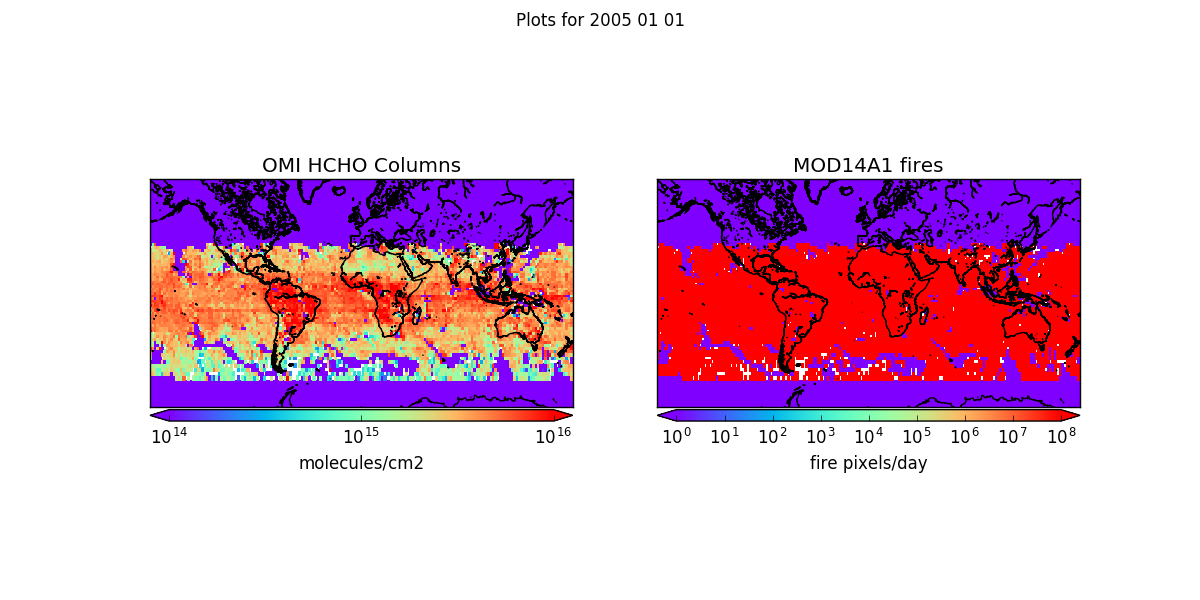 Plots for 2005 01 01
OMI HCHO Columns
MOD14A1 fires
10^14 10^15 10^16
10^0 10^1 10^2 10^3 10^4 10^5 10^6 10^7 10^8
molecules/cm2
fire pixels/day